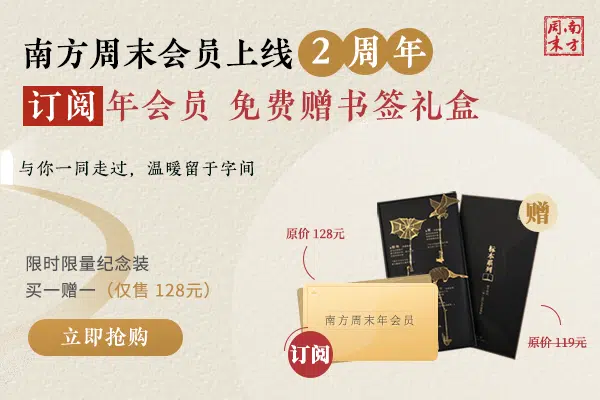 南方周末
南方周末会员上线2周年
订阅年会员 免费赠书签礼盒
与你一同走过，温暖留于字间
原价 128元
赠
标本系列
限时限量纪念装
买一赠一（仅售 128元）
南方周末年会员
立即抢购
订阅
原价 119元